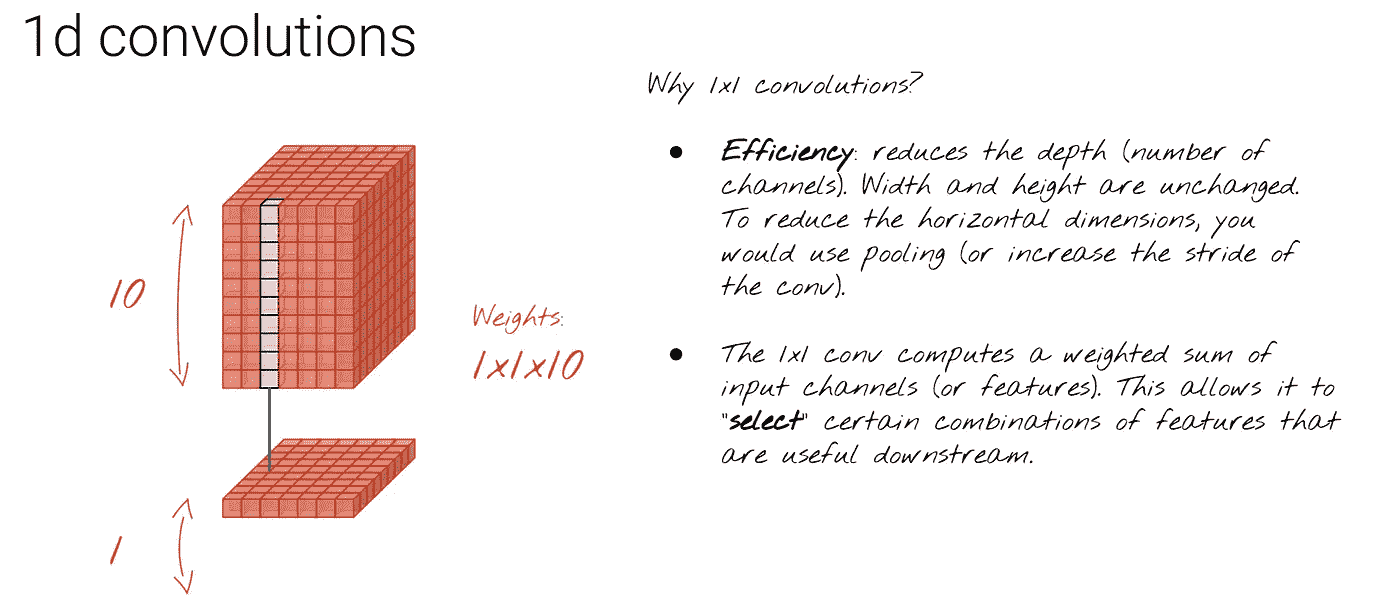 1d convolutions
Why 1x1 convolutions?
● Efficiency: reduces the depth (number of
channels). Width and height are unchanged.
To reduce the horizontal dimensions, you
would use pooling (or increase the stride of
the conv).
10
Weights:
1x1x10
● The 1x1 conv computes a weighted sum of
input channels (or features). This allows it to
"select" certain combinations of features that
are useful downstream.
1